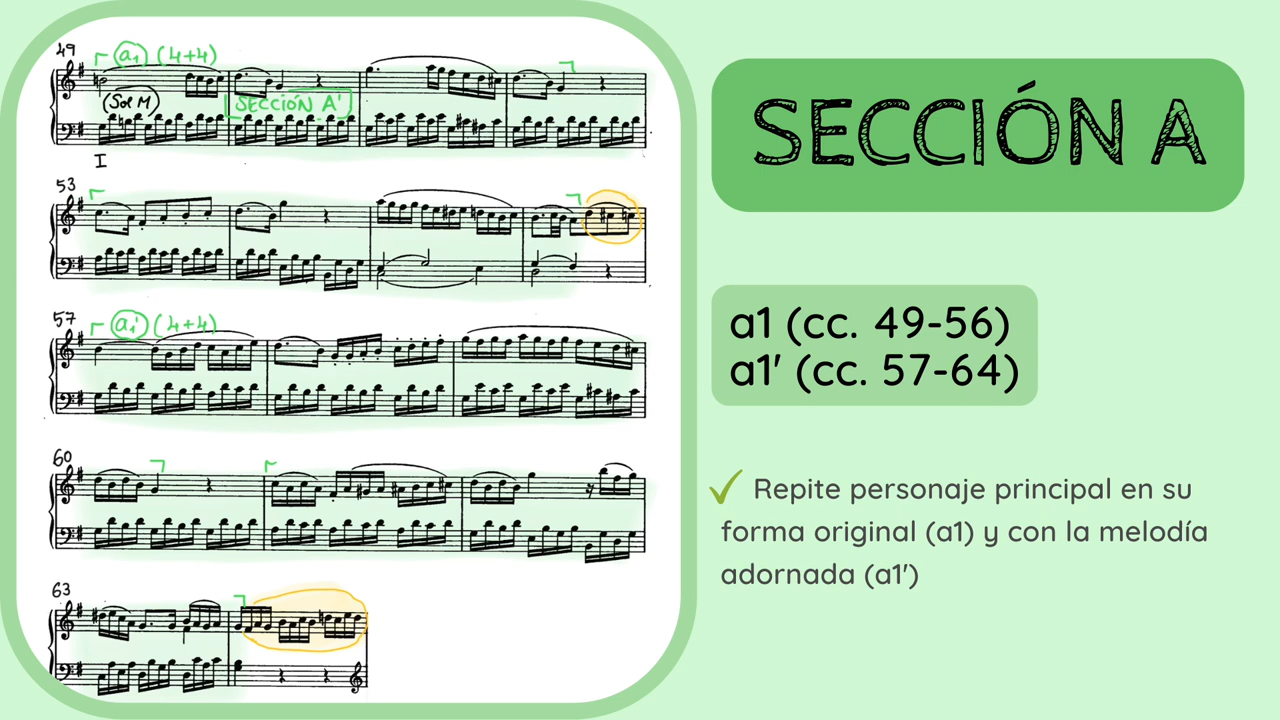 49
a1 (4+4)
(Sol M)
SECCIÓN A'
I
53
57
a1' (4+4)
60
63
SECCIÓN A
a1 (cc. 49-56)
a1' (cc. 57-64)
Repite personaje principal en su
forma original (a1) y con la melodía
adornada (a1')